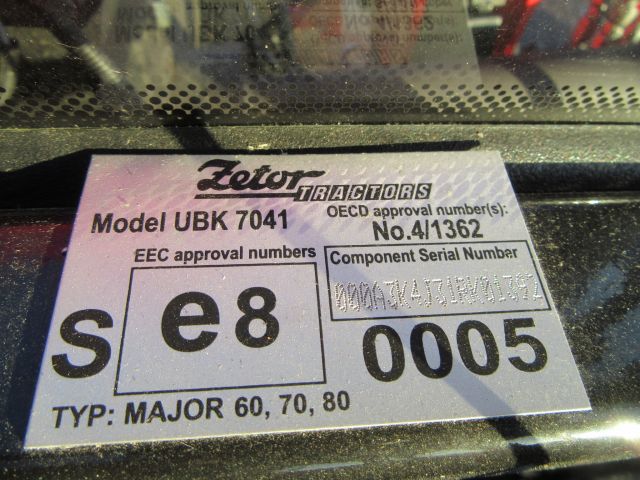 Zetor
TRACTORS
Model UBK 7041
OECD approval number(s):
No.4/1362
EEC approval numbers
Component Serial Number
S
e8
0005
TYP: MAJOR 60, 70, 80